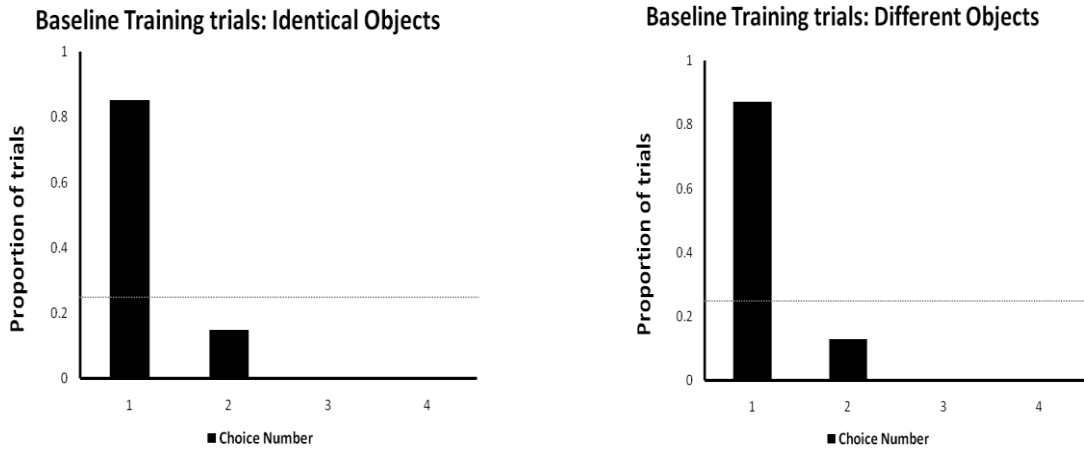 Baseline Training trials: Identical Objects
Proportion of trials
1
0.8
0.6
0.4
0.2
0
1 2 3 4
Choice Number
Baseline Training trials: Different Objects
Proportion of trials
1
0.8
0.6
0.4
0.2
0
1 2 3 4
Choice Number